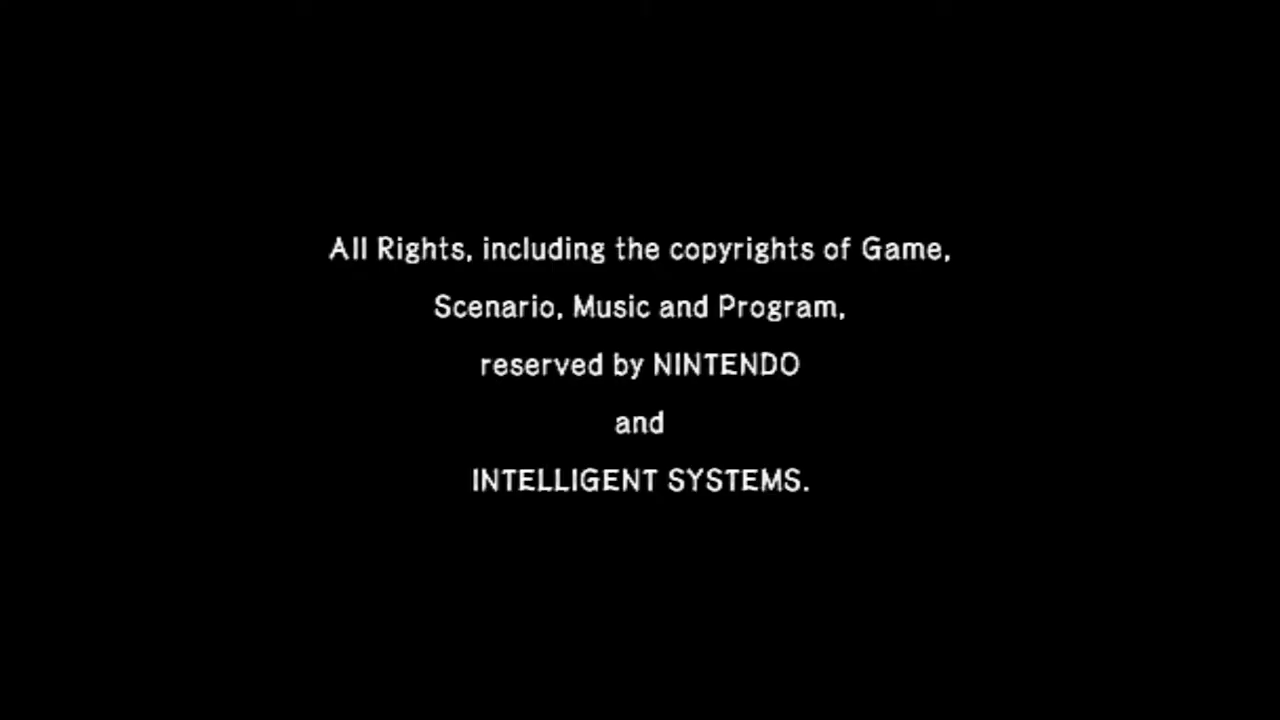 All Rights, including the copyrights of Game,
Scenario, Music and Program,
reserved by NINTENDO
and
INTELLIGENT SYSTEMS.